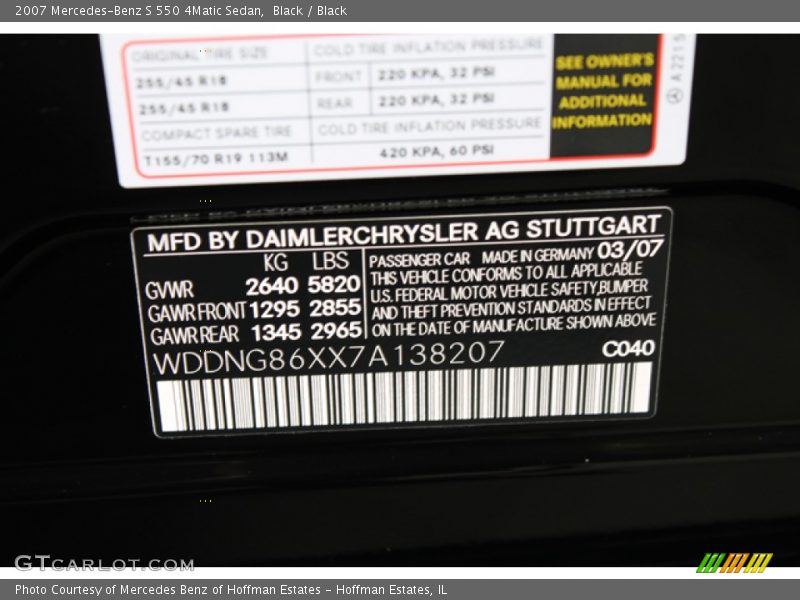 2007 Mercedes-Benz S 550 4Matic Sedan, Black / Black
ORIGINAL TIRE SIZE COLD TIRE INFLATION PRESSURE
255/45 R18 FRONT 220 KPA, 32 PSI
255/45 R18 REAR 220 KPA, 32 PSI
COMPACT SPARE TIRE COLD TIRE INFLATION PRESSURE
T155/70 R19 113M 420 KPA, 60 PSI
SEE OWNER'S
MANUAL FOR
ADDITIONAL
INFORMATION
A 2215
MFD BY DAIMLERCHRYSLER AG STUTTGART
KG LBS
GVWR 2640 5820
GAWR FRONT 1295 2855
GAWR REAR 1345 2965
PASSENGER CAR MADE IN GERMANY 03/07
THIS VEHICLE CONFORMS TO ALL APPLICABLE
U.S. FEDERAL MOTOR VEHICLE SAFETY,BUMPER
AND THEFT PREVENTION STANDARDS IN EFFECT
ON THE DATE OF MANUFACTURE SHOWN ABOVE
WDDNG86XX7A138207 C040
GTCARLOT.COM
Photo Courtesy of Mercedes Benz of Hoffman Estates - Hoffman Estates, IL